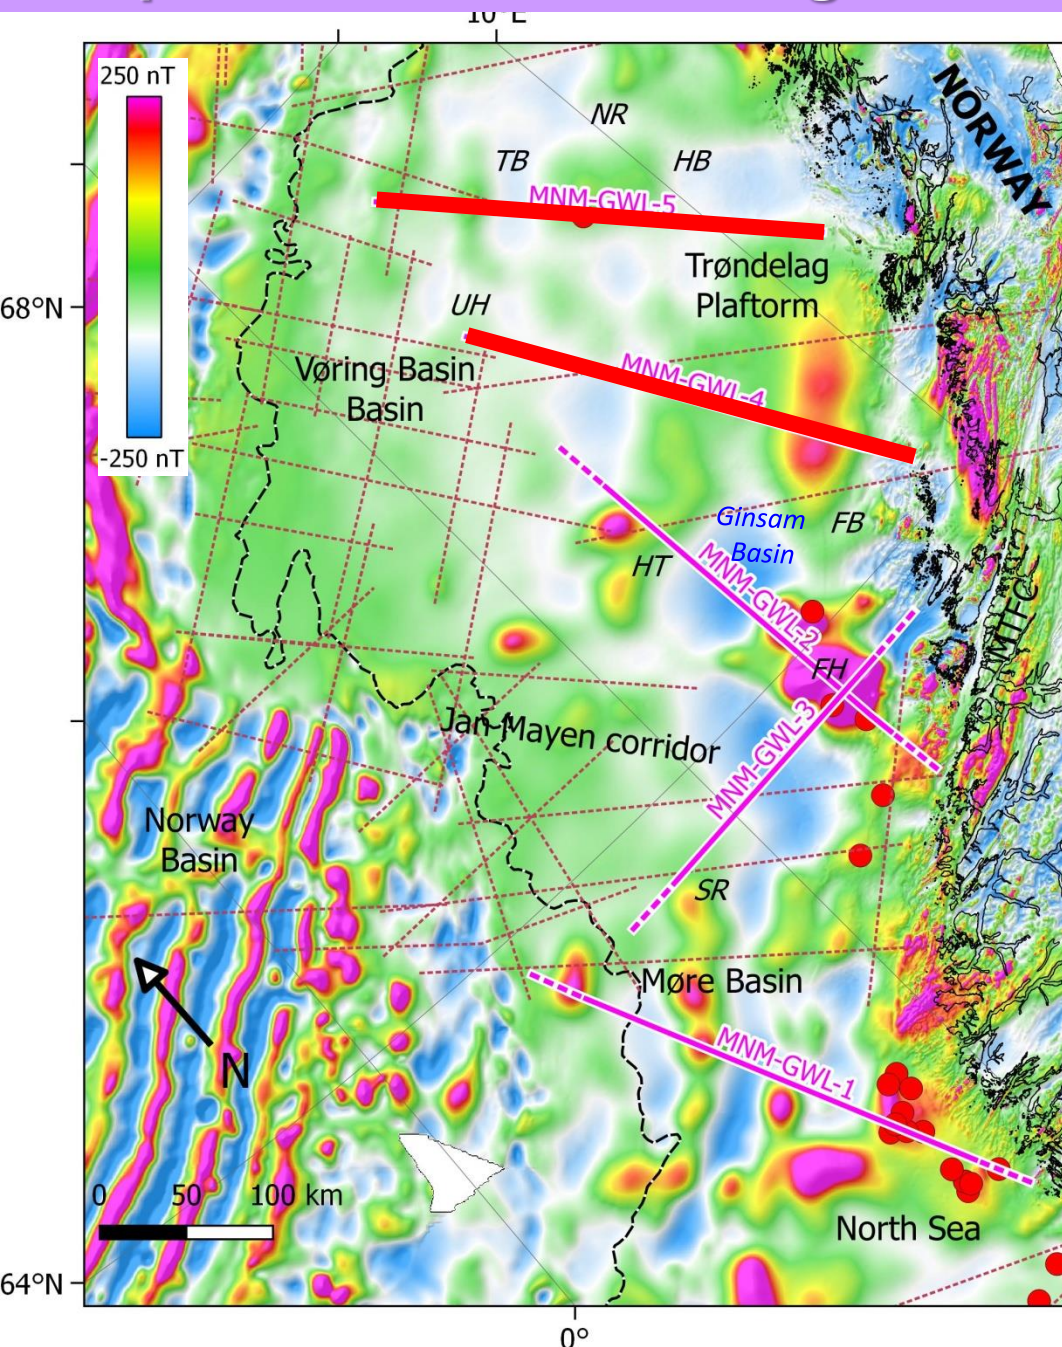 10°E
250 nT
-250 nT
NORWAY
NR
TB
HB
MNM-GWL-5
Trøndelag
Plaftorm
68°N
UH
MNM-GWL-4
Vøring Basin
Basin
Ginsam
Basin
FB
HT
MNM-GWL-2
MTFC
FH
MNM-GWL-3
Jan Mayen corridor
Norway
Basin
SR
Møre Basin
N
MNM-GWL-1
0 50 100 km
North Sea
64°N
0°